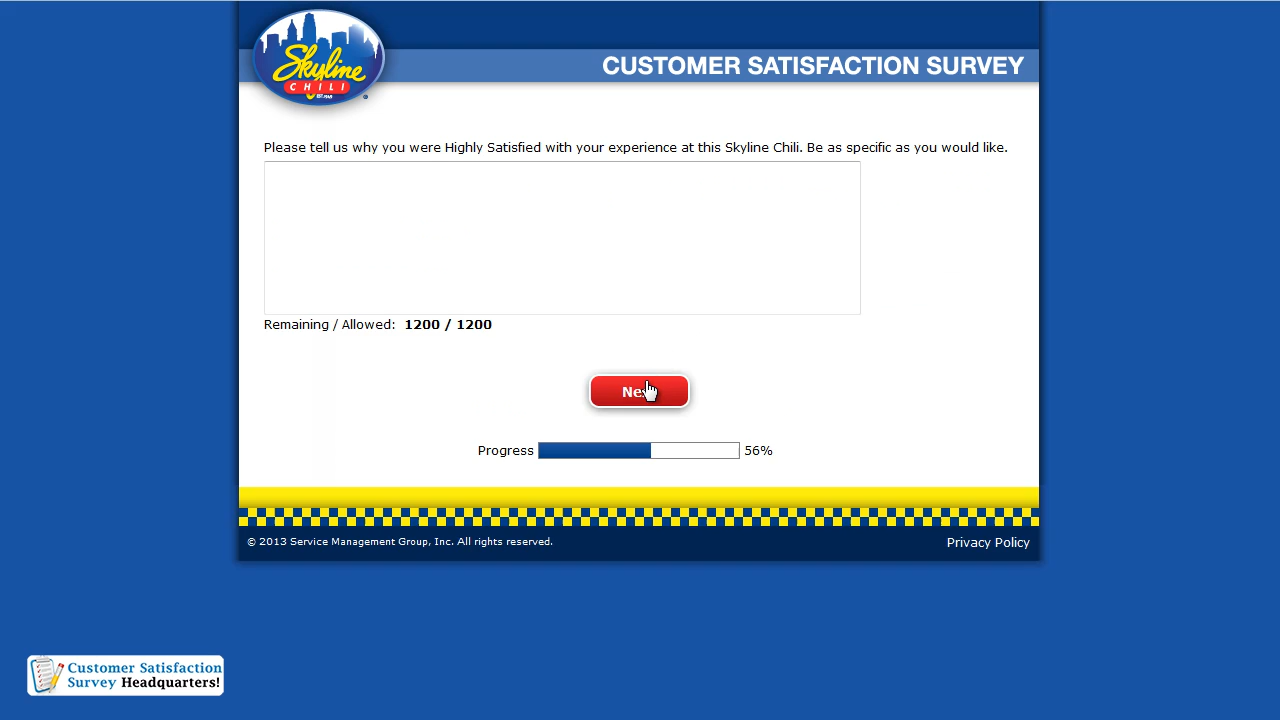 Skyline
CHILI
CUSTOMER SATISFACTION SURVEY
Please tell us why you were Highly Satisfied with your experience at this Skyline Chili. Be as specific as you would like.
Remaining / Allowed: 1200 / 1200
Progress 56%
© 2013 Service Management Group, Inc. All rights reserved.
Privacy Policy
Customer Satisfaction
Survey Headquarters!